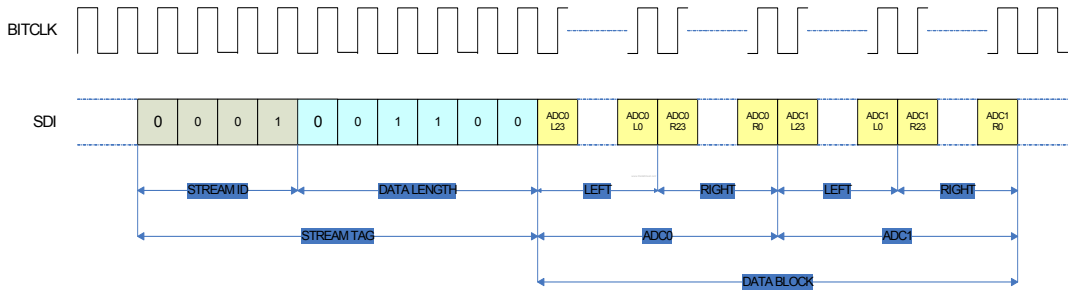 BITCLK
SDI
0 0 0 1 0 0 1 1 0 0
ADC0 L23
ADC0 L0
ADC0 R23
ADC0 R0
ADC1 L23
ADC1 L0
ADC1 R23
ADC1 R0
STREAM ID DATA LENGTH LEFT RIGHT LEFT RIGHT
STREAM TAG ADC0 ADC1
DATA BLOCK